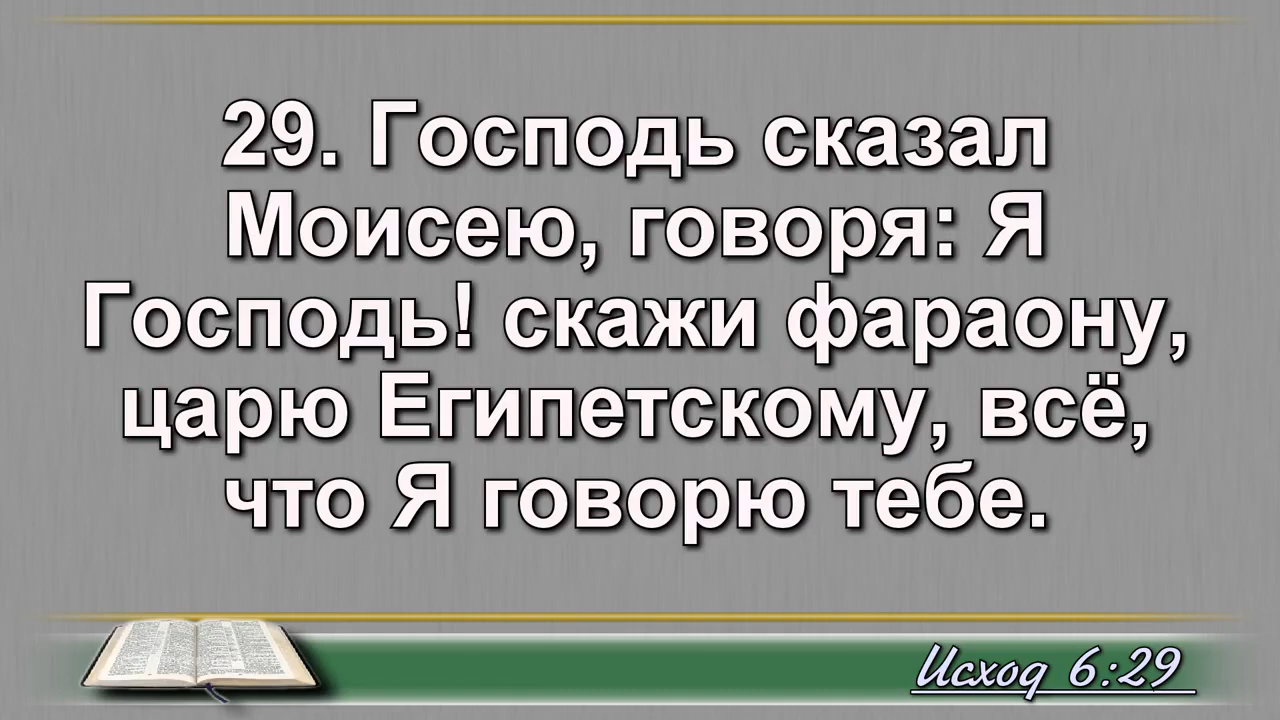 29. Господь сказал
Моисею, говоря: Я
Господь! скажи фараону,
царю Египетскому, всё,
что Я говорю тебе.
Исход 6:29